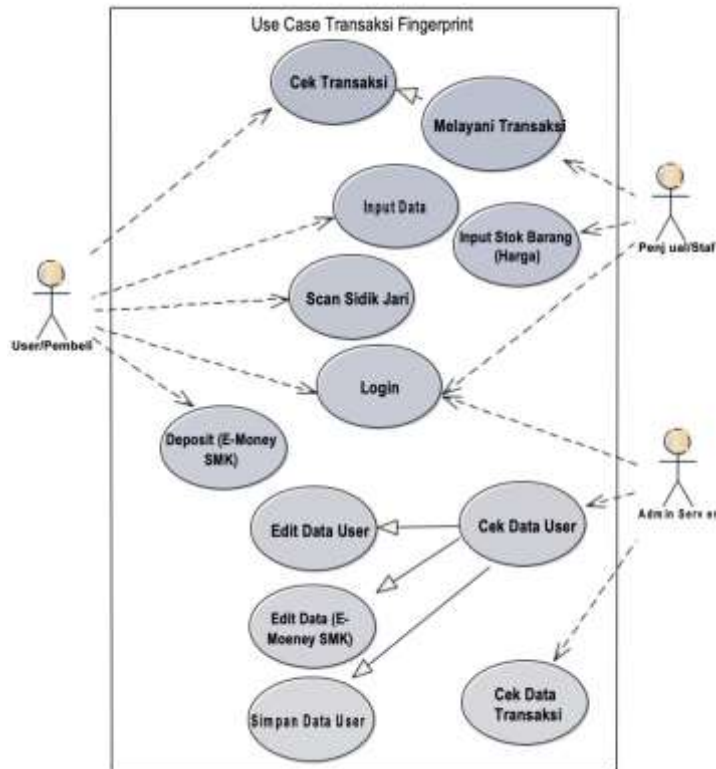 Use Case Transaksi Fingerprint
Cek Transaksi
Melayani Transaksi
Input Data
Input Stok Barang
(Harga)
Penj ual/Staf
Scan Sidik Jari
User/Pembeli
Login
Deposit (E-Money
SMK)
Edit Data User
Cek Data User
Admin Serv er
Edit Data (E-
Moeney SMK)
Simpan Data User
Cek Data
Transaksi